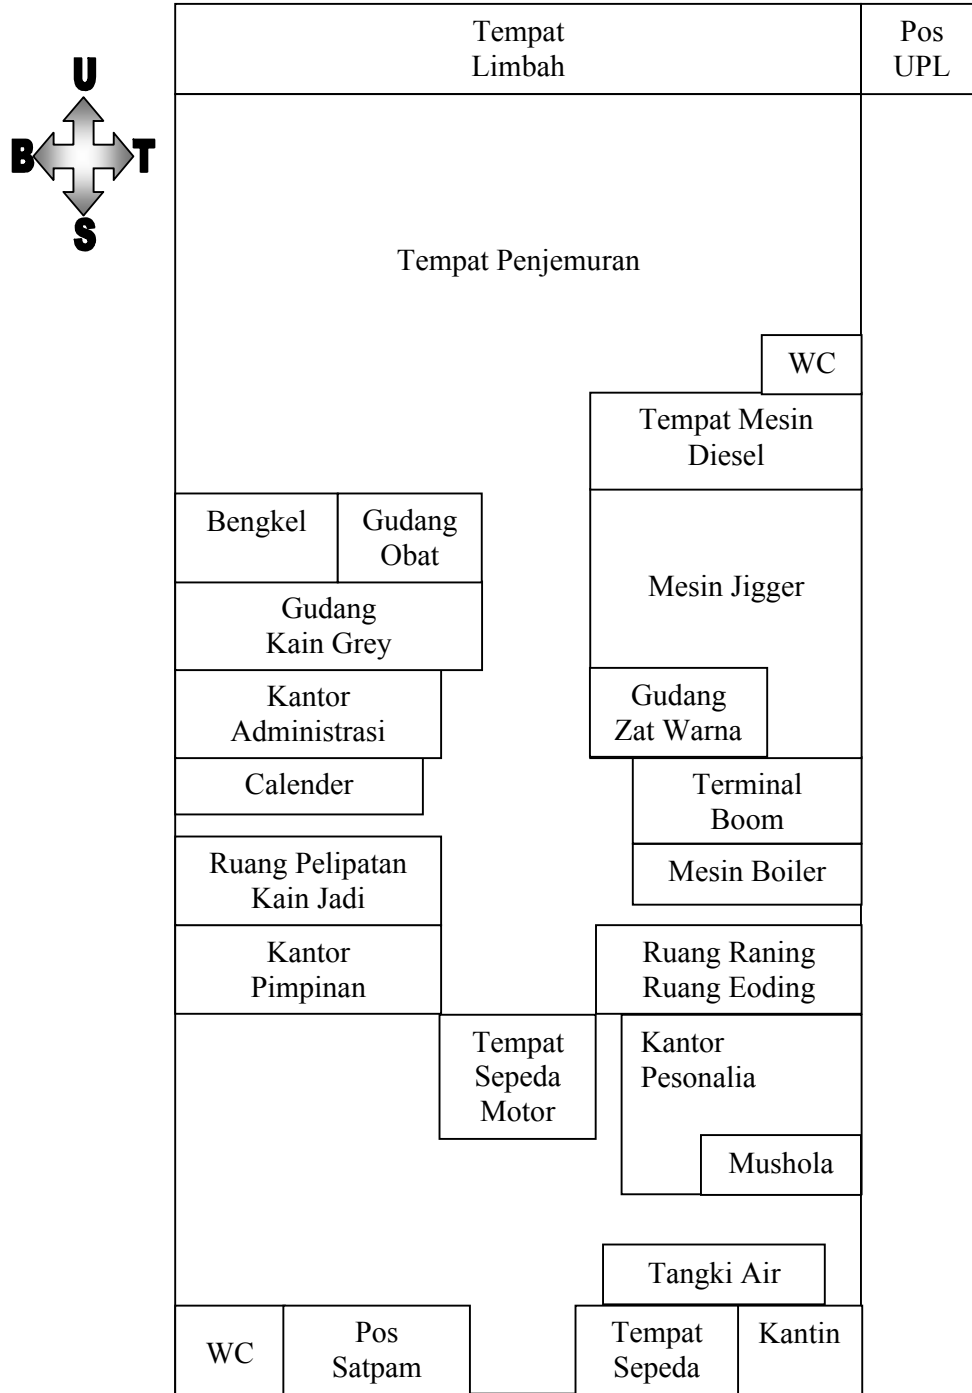 Tempat
Limbah
Pos
UPL
U
B
T
S
Tempat Penjemuran
WC
Tempat Mesin
Diesel
Bengkel
Gudang
Obat
Mesin Jigger
Gudang
Kain Grey
Kantor
Administrasi
Gudang
Zat Warna
Calender
Terminal
Boom
Ruang Pelipatan
Kain Jadi
Mesin Boiler
Kantor
Pimpinan
Ruang Raning
Ruang Eoding
Tempat
Sepeda
Motor
Kantor
Pesonalia
Mushola
Tangki Air
WC
Pos
Satpam
Tempat
Sepeda
Kantin